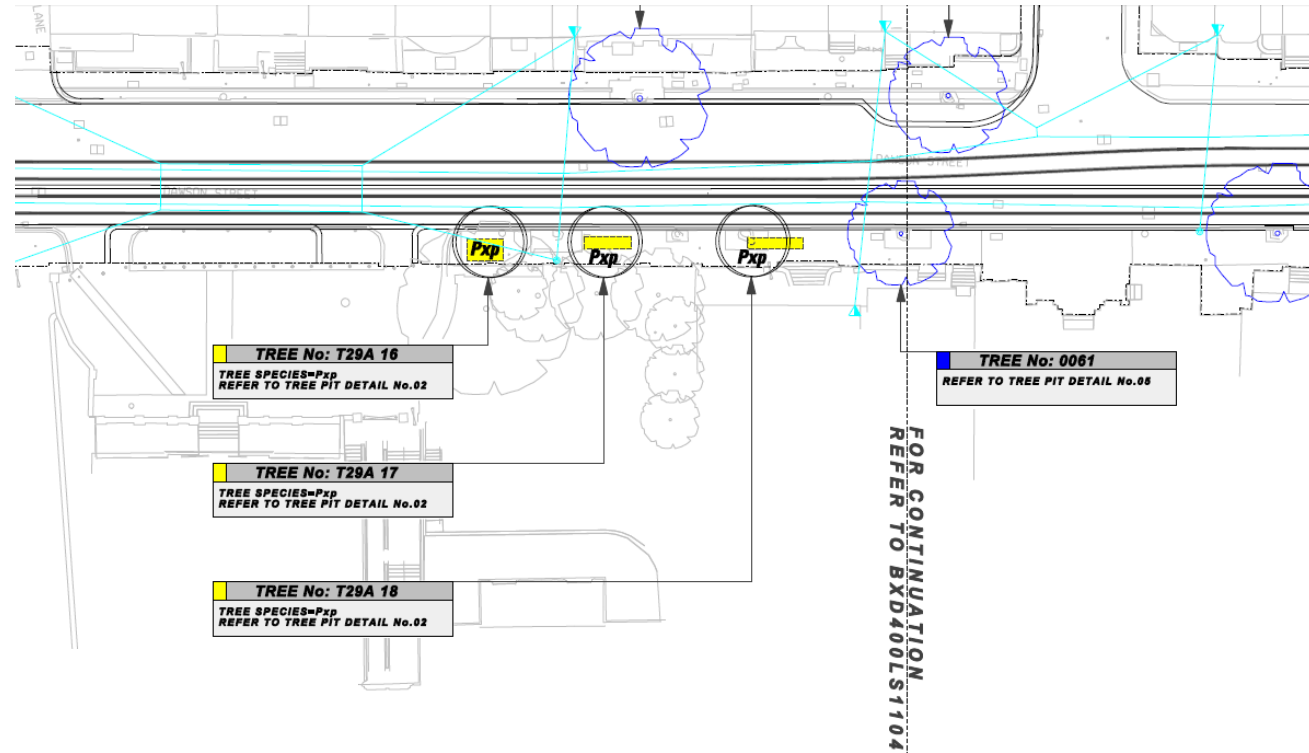 LANE
DAWSON STREET
DAWSON STREET
Pxp
Pxp
Pxp
TREE No: T29A 16
TREE SPECIES=Pxp
REFER TO TREE PIT DETAIL No.02
TREE No: 0061
REFER TO TREE PIT DETAIL No.05
TREE No: T29A 17
TREE SPECIES=Pxp
REFER TO TREE PIT DETAIL No.02
TREE No: T29A 18
TREE SPECIES=Pxp
REFER TO TREE PIT DETAIL No.02
FOR CONTINUATION
REFER TO BXD400LS1104